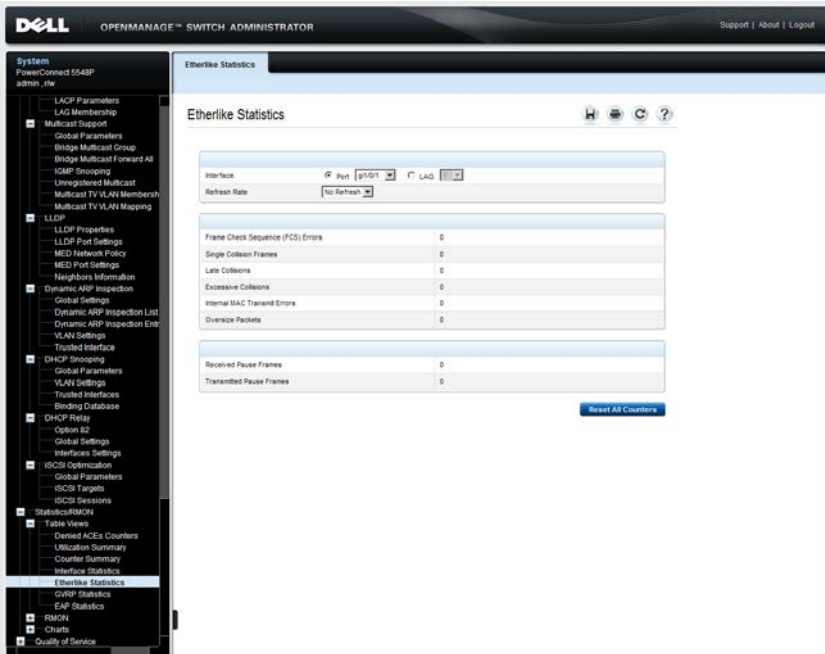 DELL OPENMANAGE™ SWITCH ADMINISTRATOR
Support | About | Logout
System
PowerConnect 5548P
admin , r/w
LACP Parameters
LAG Membership
Multicast Support
Global Parameters
Bridge Multicast Group
Bridge Multicast Forward All
IGMP Snooping
Unregistered Multicast
Multicast TV VLAN Membersh
Multicast TV VLAN Mapping
LLDP
LLDP Properties
LLDP Port Settings
MED Network Policy
MED Port Settings
Neighbors Information
Dynamic ARP Inspection
Global Settings
Dynamic ARP Inspection List
Dynamic ARP Inspection Entr
VLAN Settings
Trusted Interface
DHCP Snooping
Global Parameters
VLAN Settings
Trusted Interfaces
Binding Database
DHCP Relay
Option 82
Global Settings
Interfaces Settings
iSCSI Optimization
Global Parameters
iSCSI Targets
iSCSI Sessions
Statistics/RMON
Table Views
Denied ACEs Counters
Utilization Summary
Counter Summary
Interface Statistics
Etherlike Statistics
GVRP Statistics
EAP Statistics
RMON
Charts
Quality of Service
Etherlike Statistics
Etherlike Statistics
Interface Port gi1/0/1 LAG 1
Refresh Rate No Refresh
Frame Check Sequence (FCS) Errors 0
Single Collision Frames 0
Late Collisions 0
Excessive Collisions 0
Internal MAC Transmit Errors 0
Oversize Packets 0
Received Pause Frames 0
Transmitted Pause Frames 0
Reset All Counters